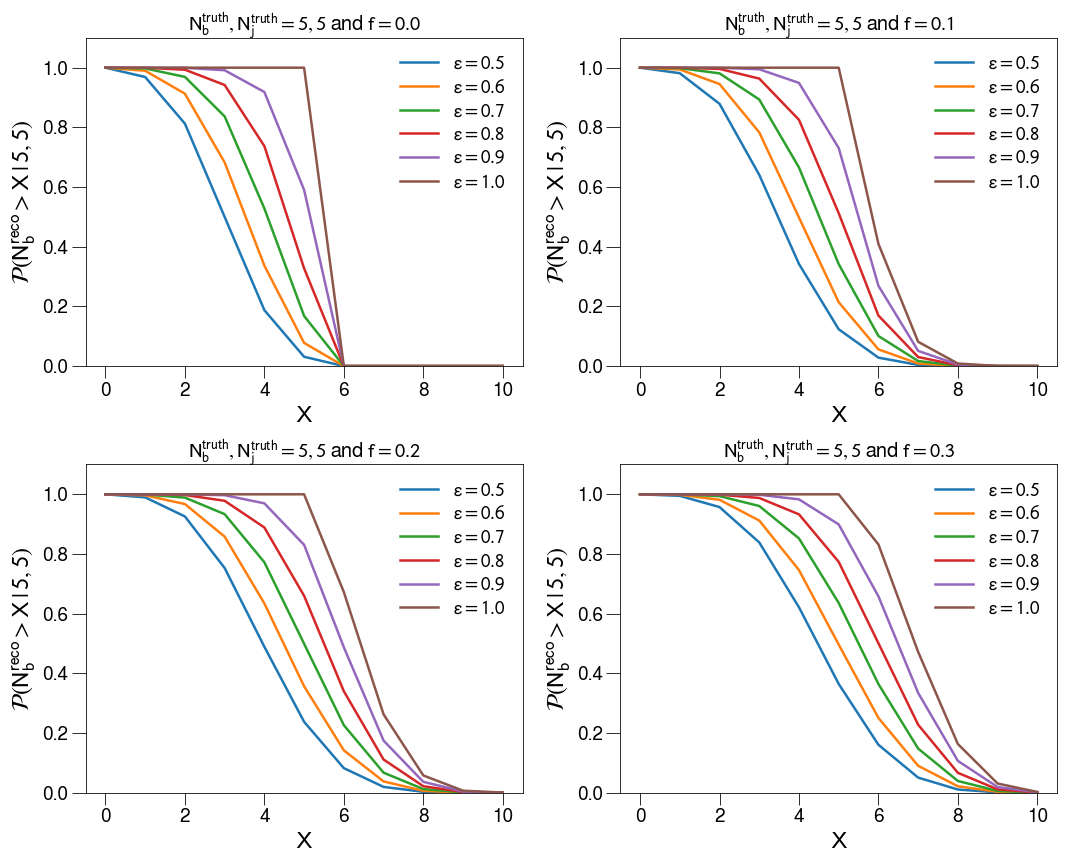 N_b^truth, N_j^truth = 5, 5 and f = 0.0
P(N_b^reco > X | 5, 5)
1.0
0.8
0.6
0.4
0.2
0.0
ε = 0.5
ε = 0.6
ε = 0.7
ε = 0.8
ε = 0.9
ε = 1.0
0 2 4 6 8 10
X
N_b^truth, N_j^truth = 5, 5 and f = 0.1
P(N_b^reco > X | 5, 5)
1.0
0.8
0.6
0.4
0.2
0.0
ε = 0.5
ε = 0.6
ε = 0.7
ε = 0.8
ε = 0.9
ε = 1.0
0 2 4 6 8 10
X
N_b^truth, N_j^truth = 5, 5 and f = 0.2
P(N_b^reco > X | 5, 5)
1.0
0.8
0.6
0.4
0.2
0.0
ε = 0.5
ε = 0.6
ε = 0.7
ε = 0.8
ε = 0.9
ε = 1.0
0 2 4 6 8 10
X
N_b^truth, N_j^truth = 5, 5 and f = 0.3
P(N_b^reco > X | 5, 5)
1.0
0.8
0.6
0.4
0.2
0.0
ε = 0.5
ε = 0.6
ε = 0.7
ε = 0.8
ε = 0.9
ε = 1.0
0 2 4 6 8 10
X